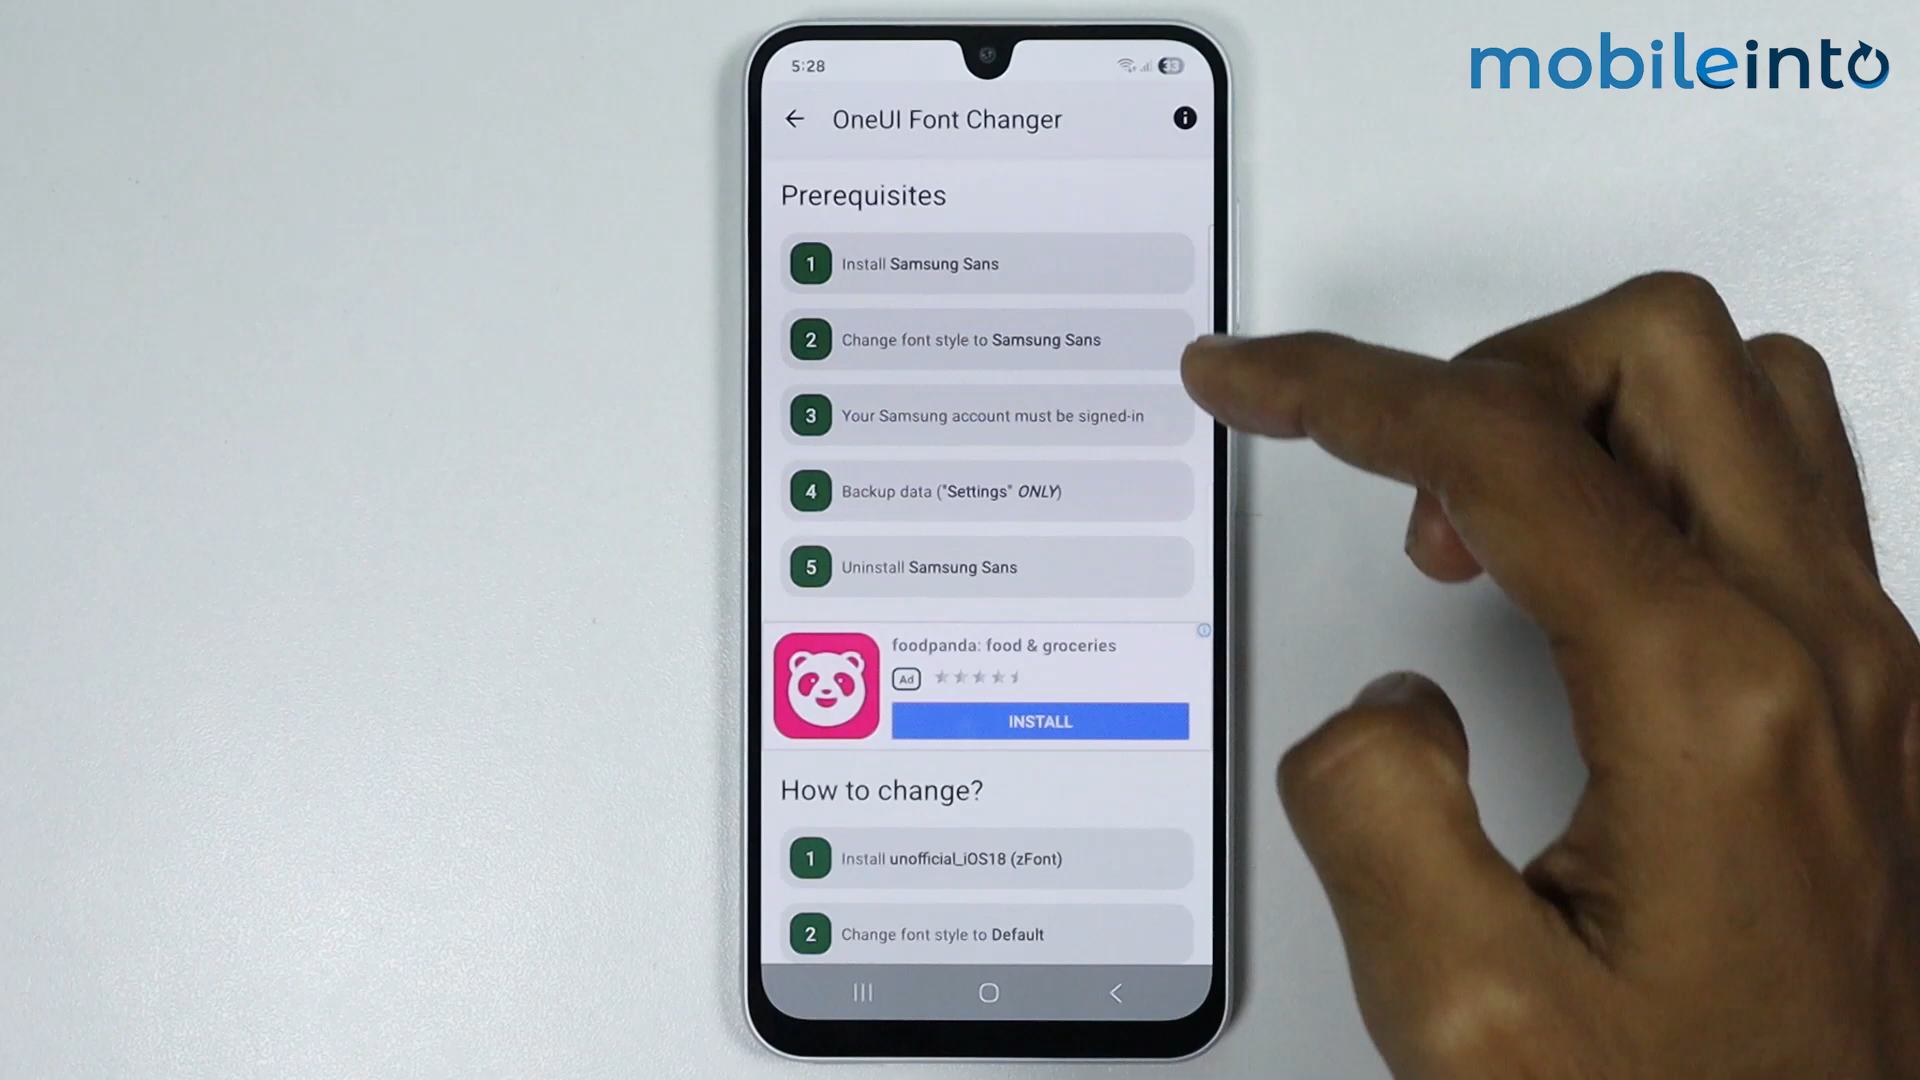 mobileinto
5:28
33
OneUI Font Changer
Prerequisites
1 Install Samsung Sans
2 Change font style to Samsung Sans
3 Your Samsung account must be signed-in
4 Backup data ("Settings" ONLY)
5 Uninstall Samsung Sans
foodpanda: food & groceries
Ad
INSTALL
How to change?
1 Install unofficial_iOS18 (zFont)
2 Change font style to Default